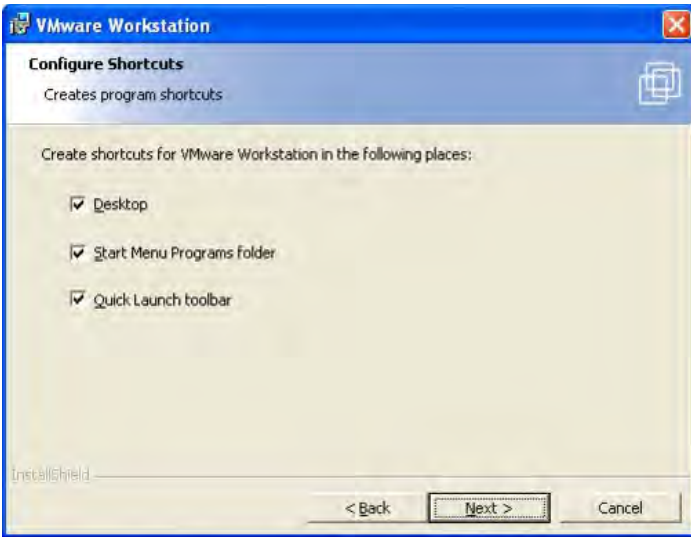 VMware Workstation
Configure Shortcuts
Creates program shortcuts
Create shortcuts for VMware Workstation in the following places:
Desktop
Start Menu Programs folder
Quick Launch toolbar
InstallShield
< Back Next > Cancel